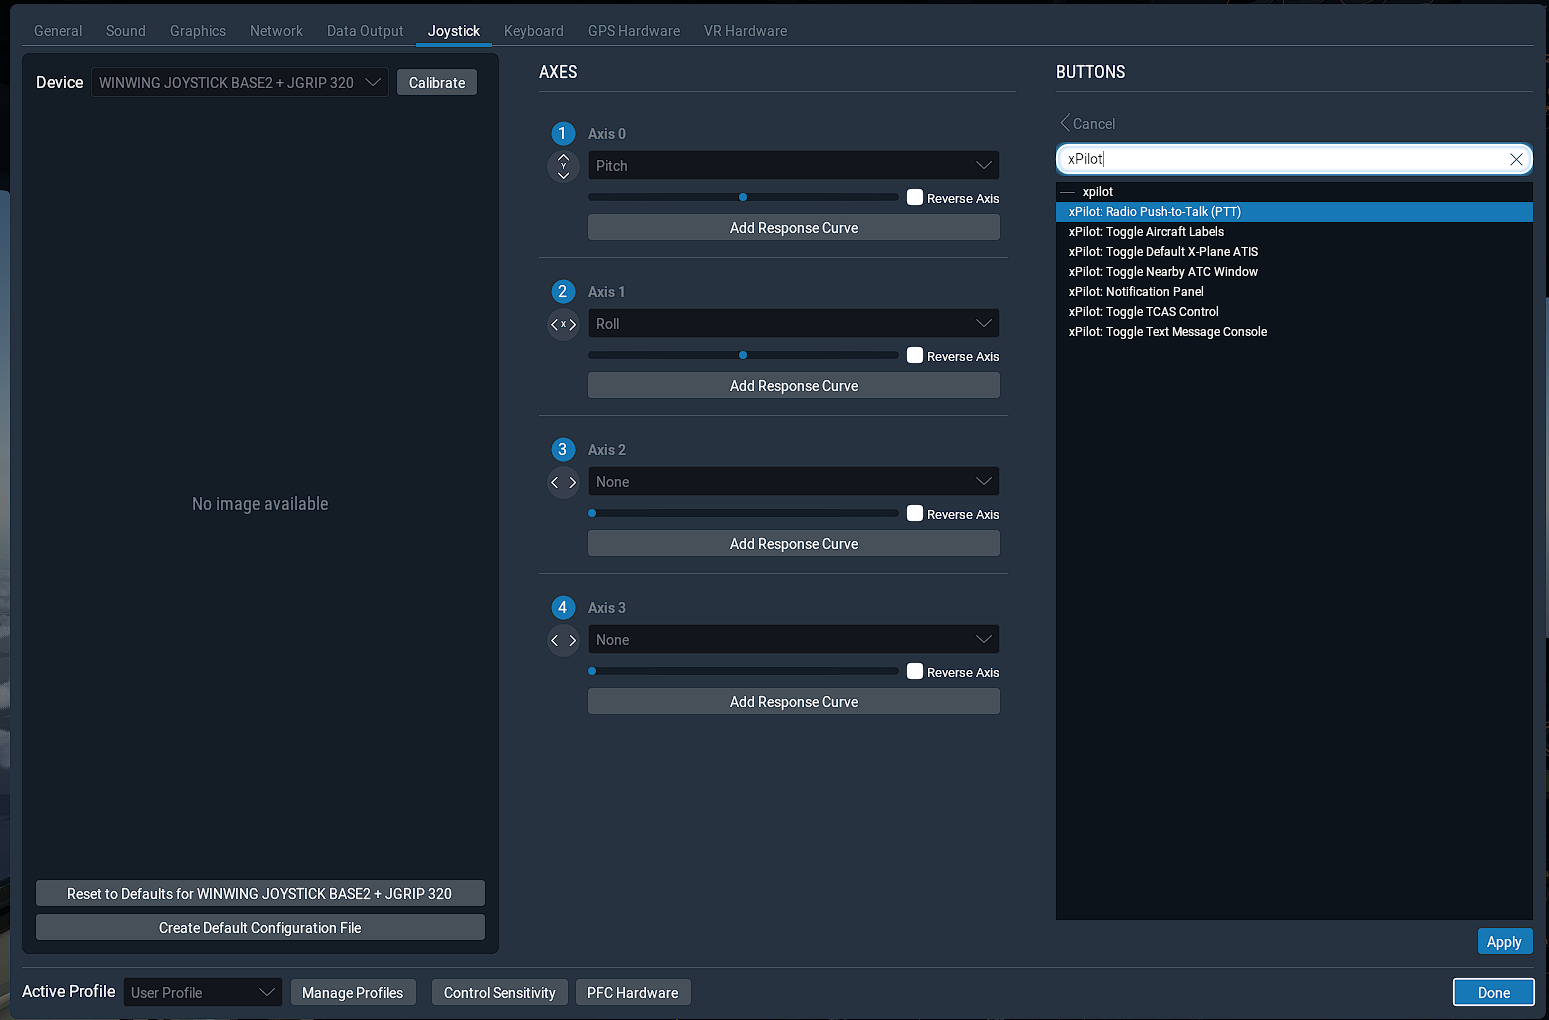 General Sound Graphics Network Data Output Joystick Keyboard GPS Hardware VR Hardware
Device WINWING JOYSTICK BASE2 + JGRIP 320 Calibrate
No image available
Reset to Defaults for WINWING JOYSTICK BASE2 + JGRIP 320
Create Default Configuration File
AXES
1 Axis 0
Y Pitch
Reverse Axis
Add Response Curve
2 Axis 1
X Roll
Reverse Axis
Add Response Curve
3 Axis 2
None
Reverse Axis
Add Response Curve
4 Axis 3
None
Reverse Axis
Add Response Curve
BUTTONS
Cancel
xPilot
xpilot
xPilot: Radio Push-to-Talk (PTT)
xPilot: Toggle Aircraft Labels
xPilot: Toggle Default X-Plane ATIS
xPilot: Toggle Nearby ATC Window
xPilot: Notification Panel
xPilot: Toggle TCAS Control
xPilot: Toggle Text Message Console
Apply
Active Profile User Profile Manage Profiles Control Sensitivity PFC Hardware Done